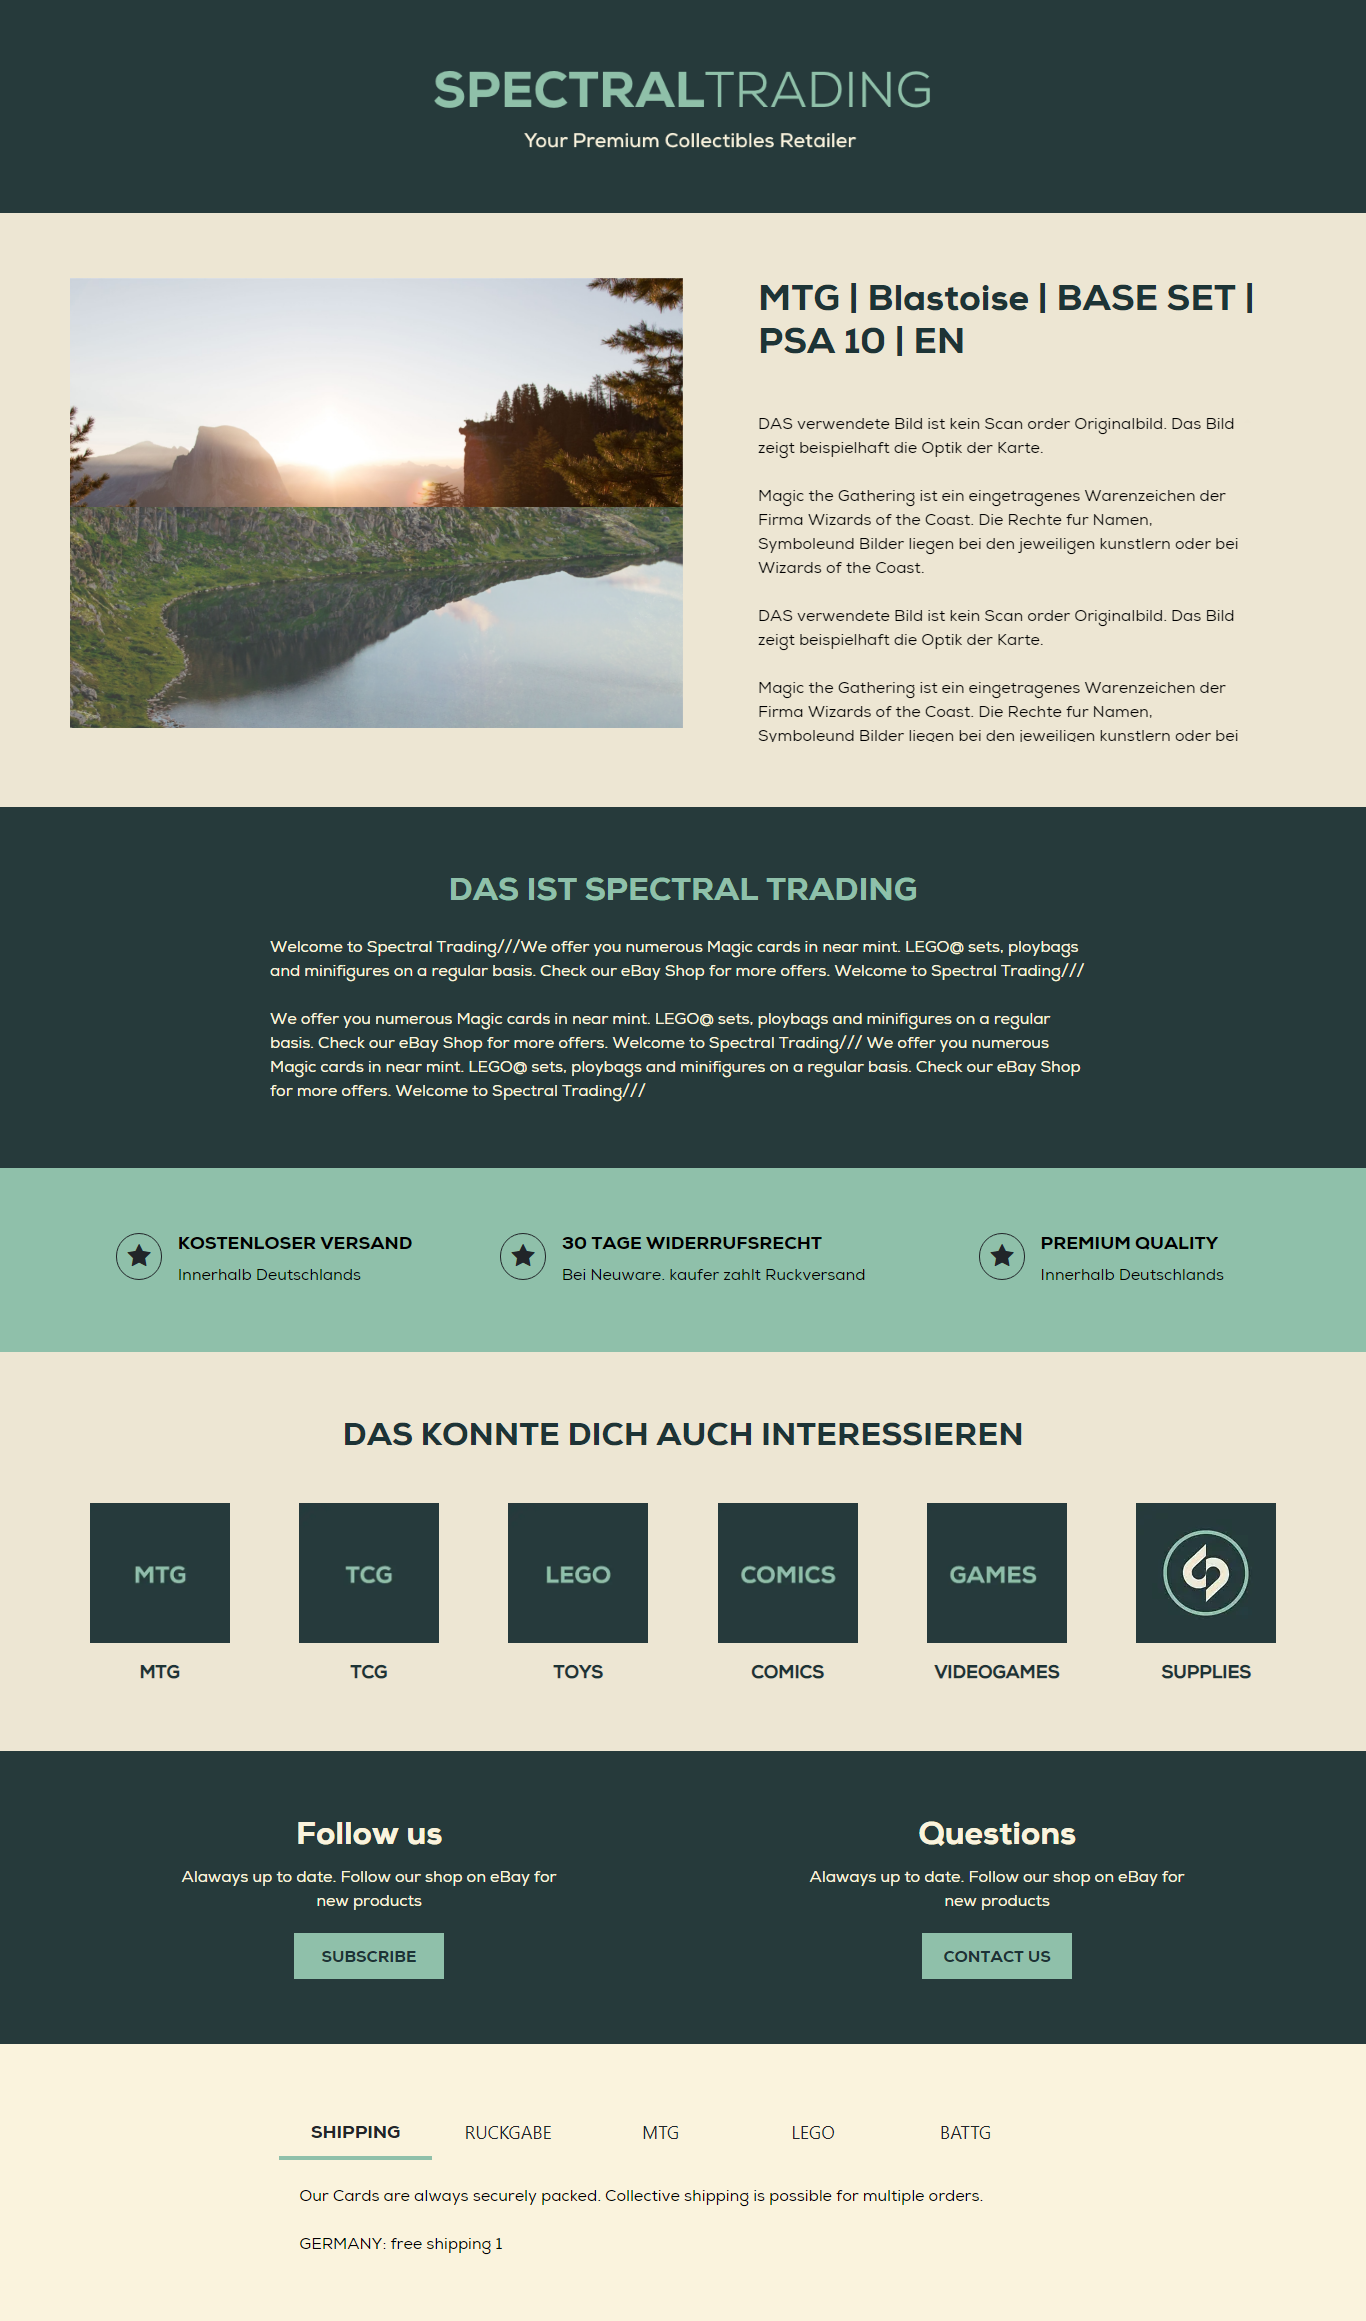 SPECTRALTRADING
Your Premium Collectibles Retailer
MTG | Blastoise | BASE SET |
PSA 10 | EN
DAS verwendete Bild ist kein Scan order Originalbild. Das Bild
zeigt beispielhaft die Optik der Karte.
Magic the Gathering ist ein eingetragenes Warenzeichen der
Firma Wizards of the Coast. Die Rechte fur Namen,
Symboleund Bilder liegen bei den jeweiligen kunstlern oder bei
Wizards of the Coast.
DAS verwendete Bild ist kein Scan order Originalbild. Das Bild
zeigt beispielhaft die Optik der Karte.
Magic the Gathering ist ein eingetragenes Warenzeichen der
Firma Wizards of the Coast. Die Rechte fur Namen,
Symboleund Bilder liegen bei den jeweiligen kunstlern oder bei
DAS IST SPECTRAL TRADING
Welcome to Spectral Trading///We offer you numerous Magic cards in near mint. LEGO@ sets, ploybags
and minifigures on a regular basis. Check our eBay Shop for more offers. Welcome to Spectral Trading///
We offer you numerous Magic cards in near mint. LEGO@ sets, ploybags and minifigures on a regular
basis. Check our eBay Shop for more offers. Welcome to Spectral Trading/// We offer you numerous
Magic cards in near mint. LEGO@ sets, ploybags and minifigures on a regular basis. Check our eBay Shop
for more offers. Welcome to Spectral Trading///
KOSTENLOSER VERSAND
Innerhalb Deutschlands
30 TAGE WIDERRUFSRECHT
Bei Neuware. kaufer zahlt Ruckversand
PREMIUM QUALITY
Innerhalb Deutschlands
DAS KONNTE DICH AUCH INTERESSIEREN
MTG
TCG
LEGO
COMICS
GAMES
MTG
TCG
TOYS
COMICS
VIDEOGAMES
SUPPLIES
Follow us
Alaways up to date. Follow our shop on eBay for
new products
SUBSCRIBE
Questions
Alaways up to date. Follow our shop on eBay for
new products
CONTACT US
SHIPPING
RUCKGABE
MTG
LEGO
BATTG
Our Cards are always securely packed. Collective shipping is possible for multiple orders.
GERMANY: free shipping 1